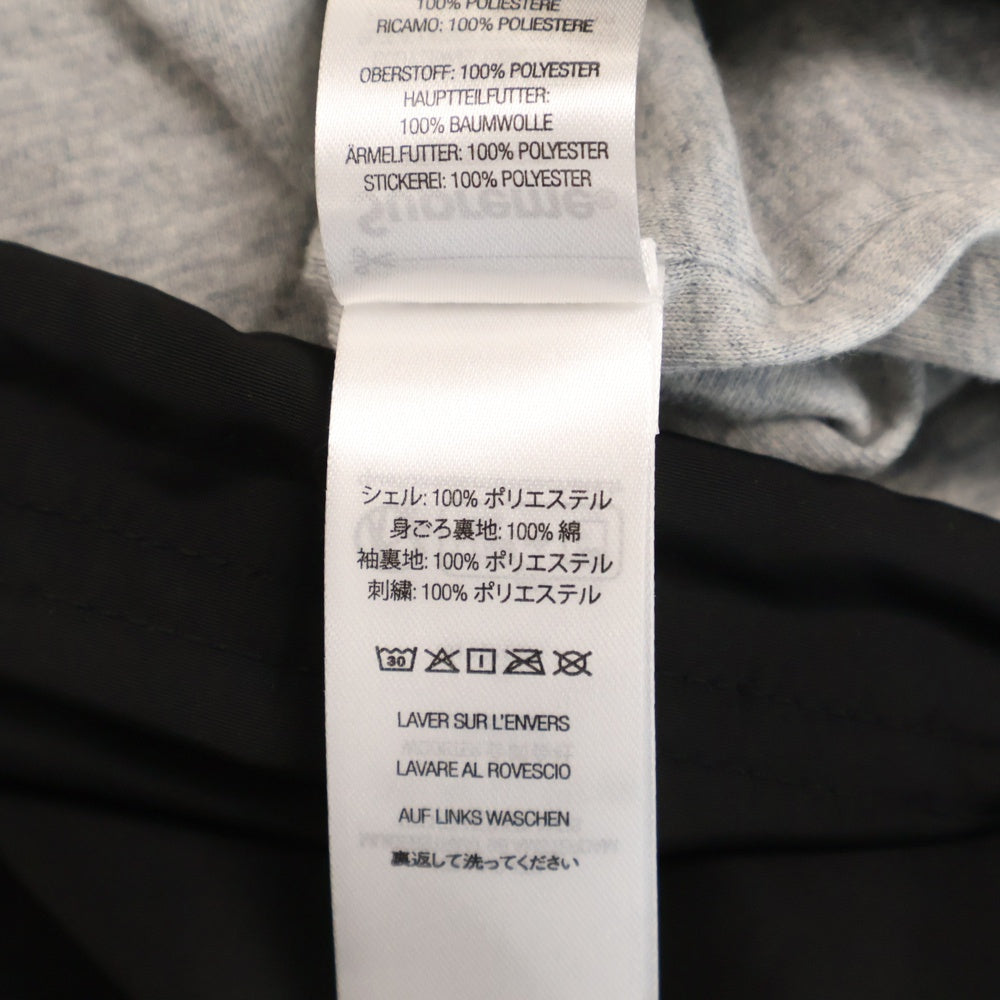 100% POLIESTERE
RICAMO: 100% POLIESTERE
OBERSTOFF: 100% POLYESTER
HAUPTTEILFUTTER:
100% BAUMWOLLE
ÄRMELFUTTER: 100% POLYESTER
STICKEREI: 100% POLYESTER
Supreme
シェル: 100% ポリエステル
身ごろ裏地: 100% 綿
袖裏地: 100% ポリエステル
刺繍: 100% ポリエステル
30
LAVER SUR L'ENVERS
LAVARE AL ROVESCIO
AUF LINKS WASCHEN
裏返して洗ってください